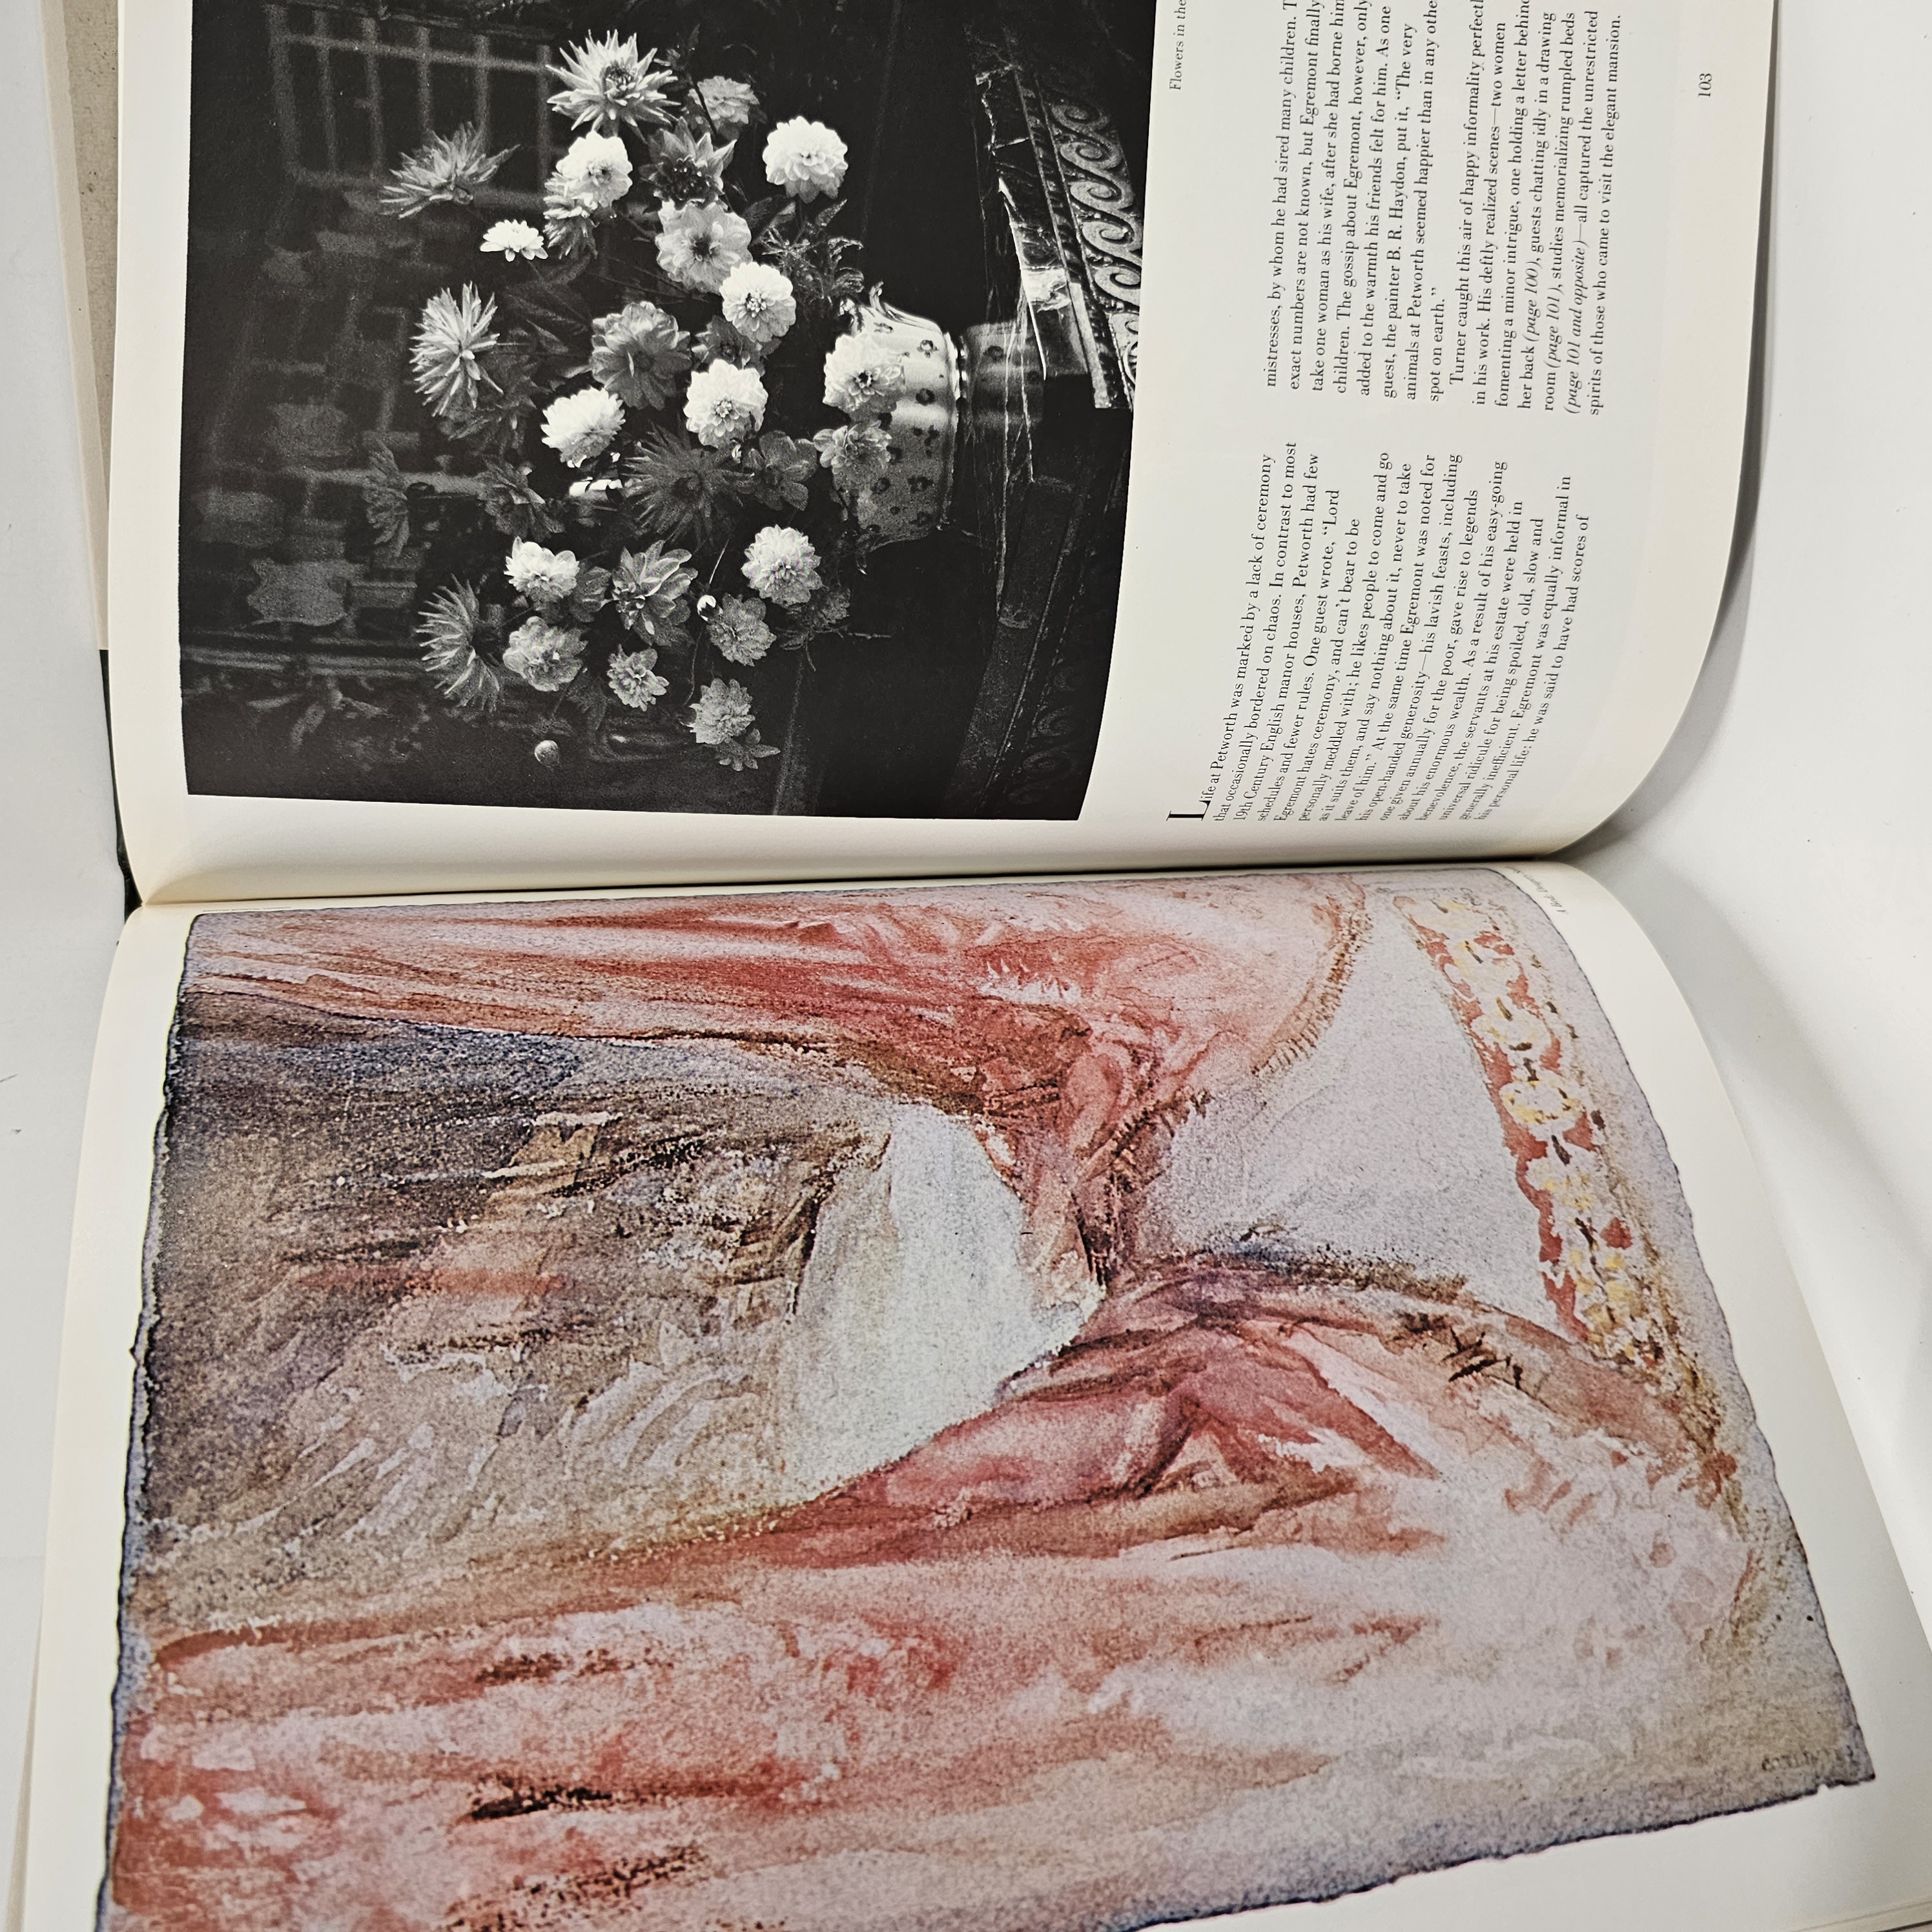 A Bed:
Flowers in the
Life at Petworth was marked by a lack of ceremony
that occasionally bordered on chaos. In contrast to most
19th Century English manor houses, Petworth had few
schedules and fewer rules. One guest wrote, “Lord
Egremont hates ceremony, and can’t bear to be
personally meddled with; he likes people to come and go
as it suits them, and say nothing about it, never to take
leave of him.” At the same time Egremont was noted for
his open-handed generosity—his lavish feasts, including
one given annually for the poor, gave rise to legends
about his enormous wealth. As a result of his easy-going
benevolence, the servants at his estate were held in
universal ridicule for being spoiled, old, slow and
generally inefficient. Egremont was equally informal in
his personal life: he was said to have had scores of
mistresses, by whom he had sired many children. T
exact numbers are not known, but Egremont finally
take one woman as his wife, after she had borne him
children. The gossip about Egremont, however, only
added to the warmth his friends felt for him. As one
guest, the painter B. R. Haydon, put it, “The very
animals at Petworth seemed happier than in any othe
spot on earth.”
Turner caught this air of happy informality perfectl
in his work. His deftly realized scenes—two women
fomenting a minor intrigue, one holding a letter behind
her back (page 100), guests chatting idly in a drawing
room (page 101), studies memorializing rumpled beds
(page 101 and opposite)—all captured the unrestricted
spirits of those who came to visit the elegant mansion.
103